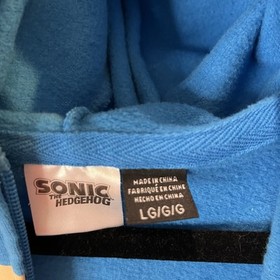 SONIC
THE
HEDGEHOG
MADE IN CHINA
FABRIQUÉ EN CHINE
HECHO EN CHINA
LG/G/G